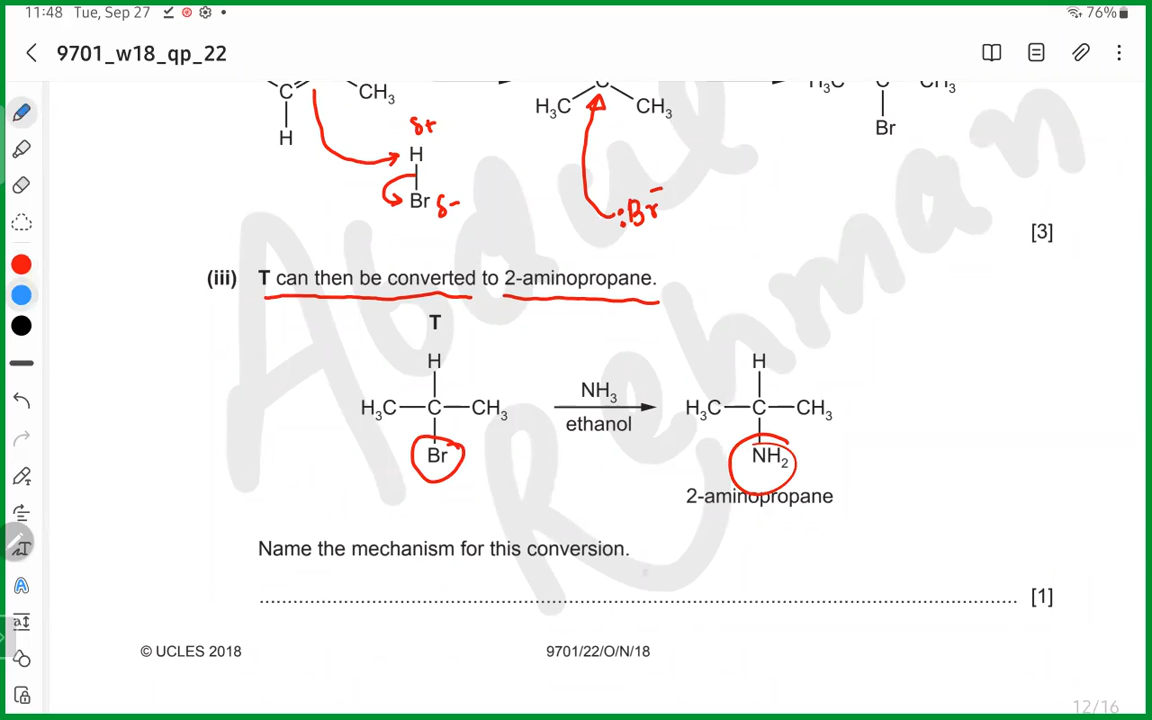 11:48 Tue, Sep 27
76%
9701_w18_qp_22
C
CH₃
H₃C
C
CH₃
H₃C
C
CH₃
H
Br
δ+
H
Br δ-
:Br⁻
[3]
(iii) T can then be converted to 2-aminopropane.
T
H
H
NH₃
H₃C—C—CH₃
H₃C—C—CH₃
ethanol
Br
NH₂
2-aminopropane
Name the mechanism for this conversion.
[1]
© UCLES 2018
9701/22/O/N/18
12/16
Abdul
Rehman